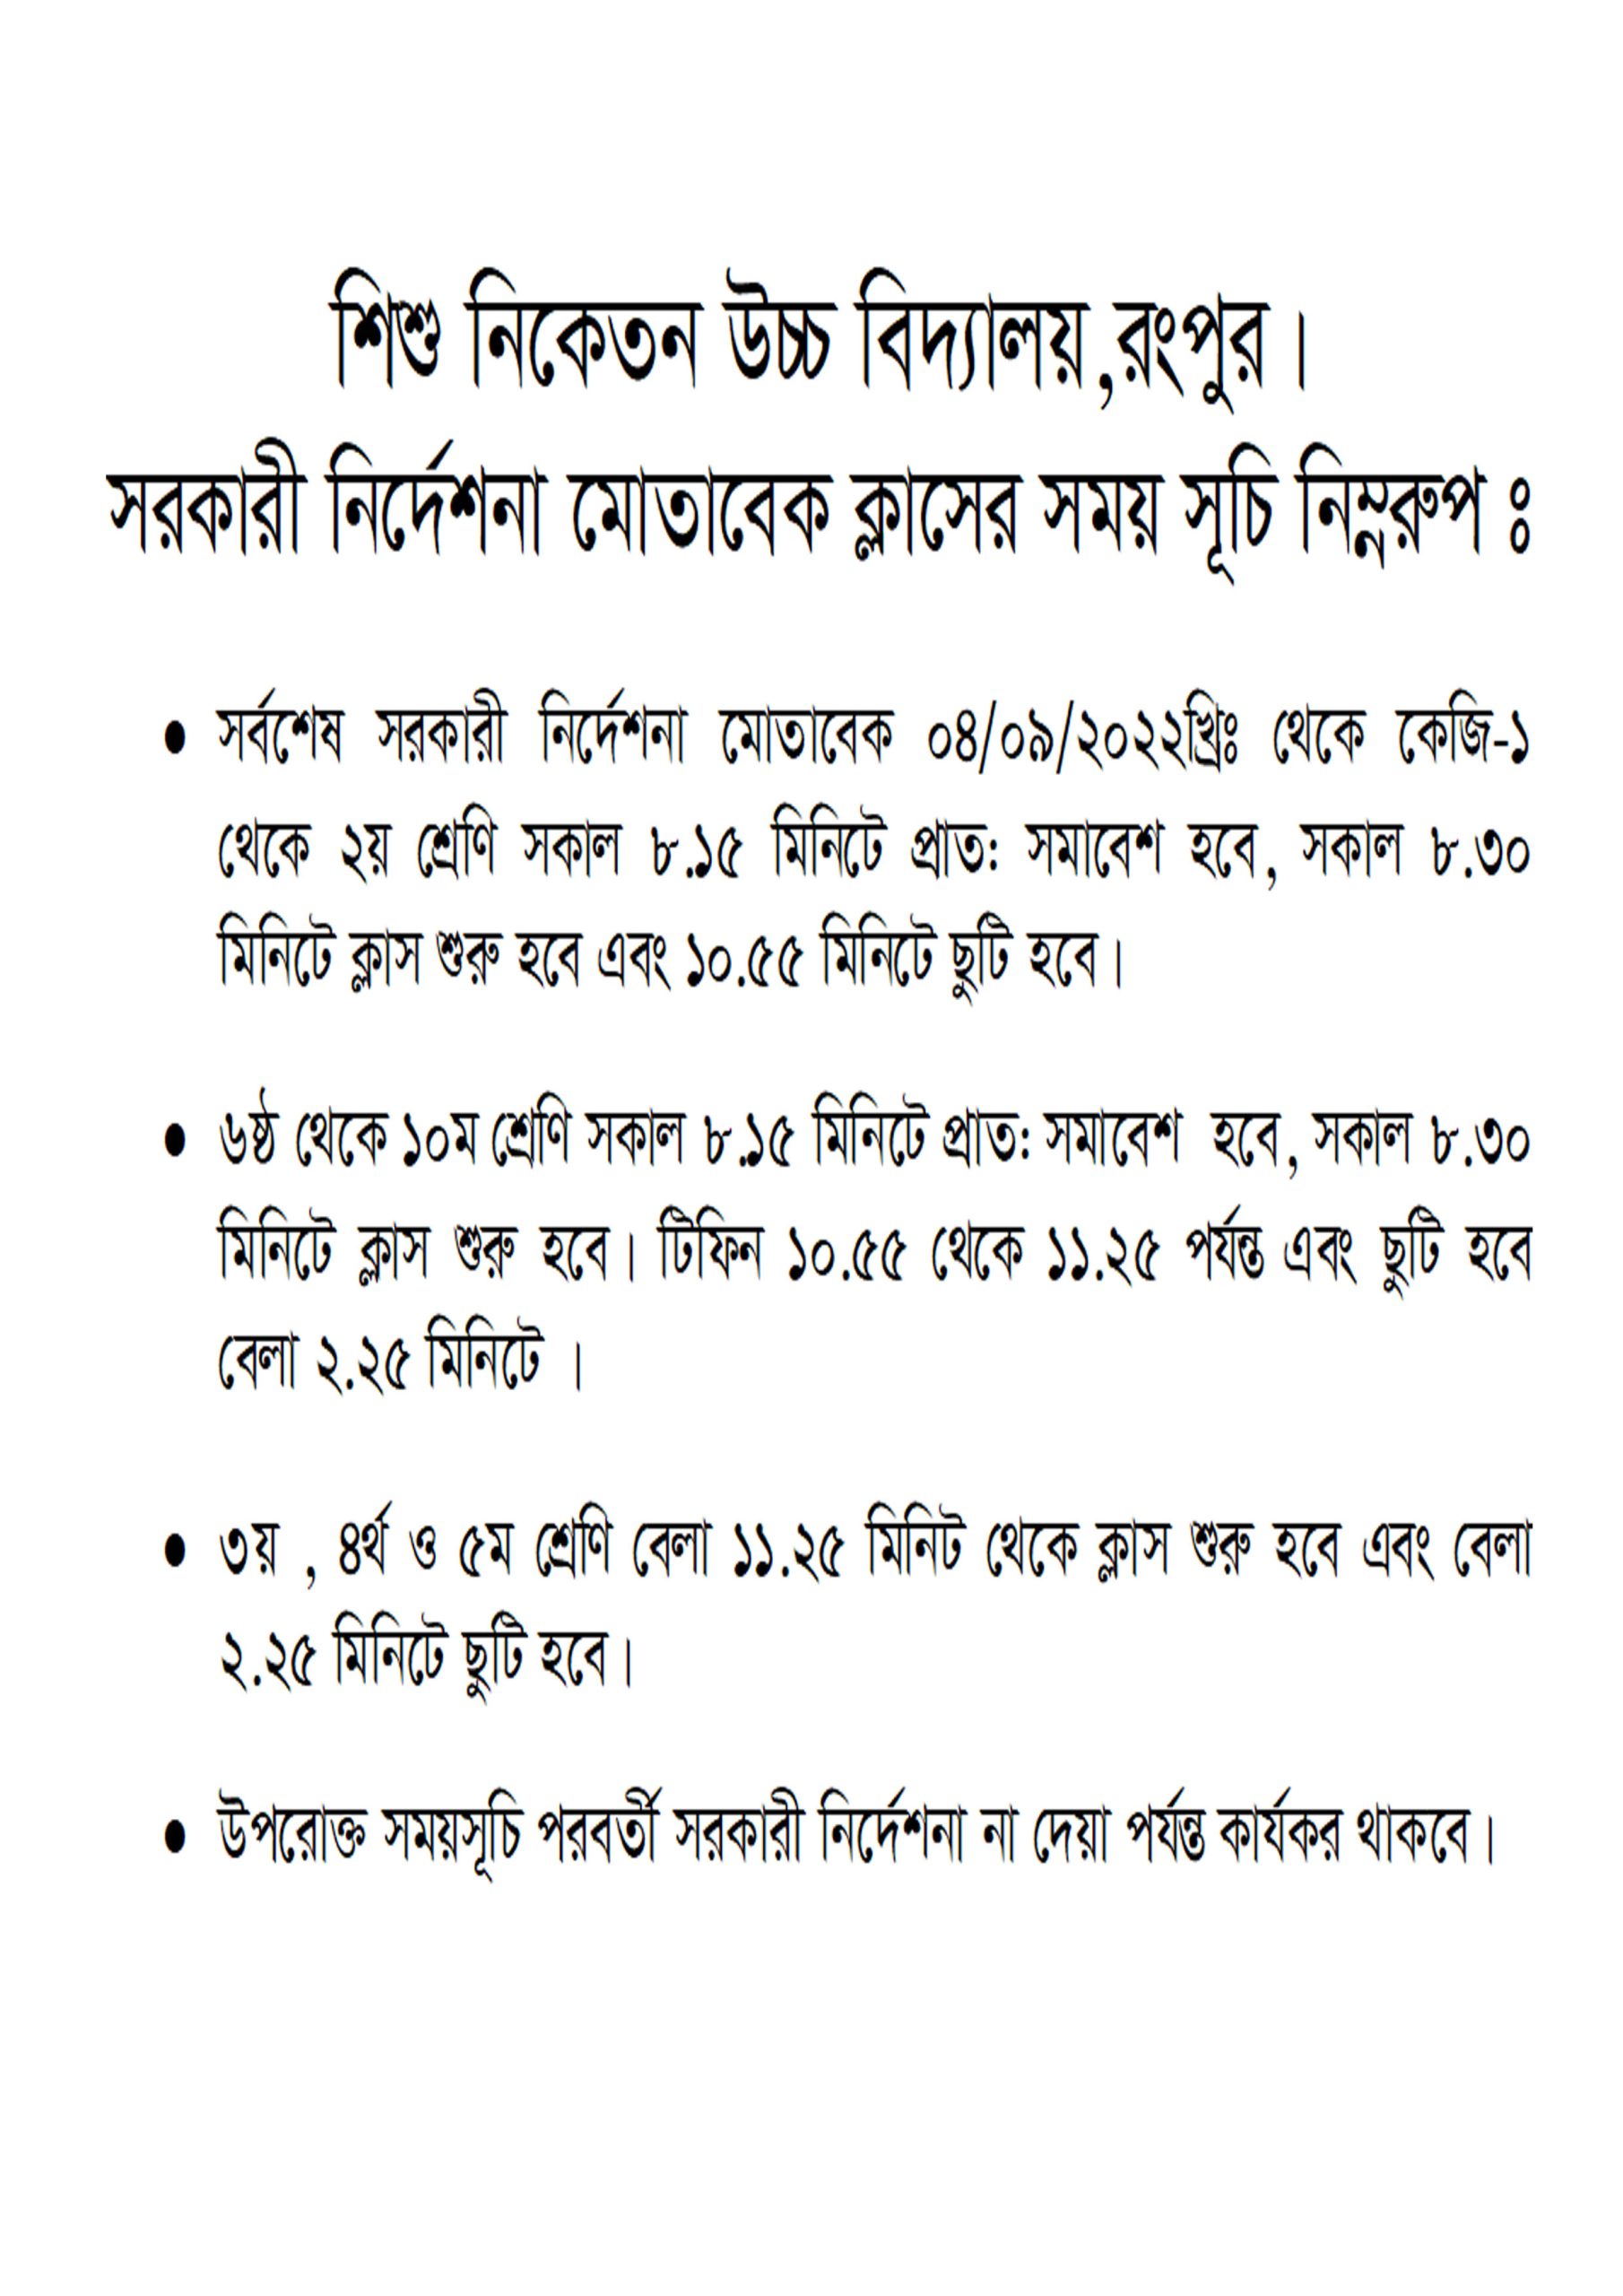 শিশু নিকেতন উচ্চ বিদ্যালয়,রংপুর।
সরকারী নির্দেশনা মোতাবেক ক্লাসের সময় সূচি নিম্নরুপ ঃ
• সর্বশেষ সরকারী নির্দেশনা মোতাবেক ০৪/০৯/২০২২খ্রিঃ থেকে কেজি-১
থেকে ২য় শ্রেণি সকাল ৮.১৫ মিনিটে প্রাত: সমাবেশ হবে, সকাল ৮.৩০
মিনিটে ক্লাস শুরু হবে এবং ১০.৫৫ মিনিটে ছুটি হবে।
• ৬ষ্ঠ থেকে ১০ম শ্রেণি সকাল ৮.১৫ মিনিটে প্রাত: সমাবেশ হবে, সকাল ৮.৩০
মিনিটে ক্লাস শুরু হবে। টিফিন ১০.৫৫ থেকে ১১.২৫ পর্যন্ত এবং ছুটি হবে
বেলা ২.২৫ মিনিটে ।
• ৩য় , ৪র্থ ও ৫ম শ্রেণি বেলা ১১.২৫ মিনিট থেকে ক্লাস শুরু হবে এবং বেলা
২.২৫ মিনিটে ছুটি হবে।
• উপরোক্ত সময়সূচি পরবর্তী সরকারী নির্দেশনা না দেয়া পর্যন্ত কার্যকর থাকবে।